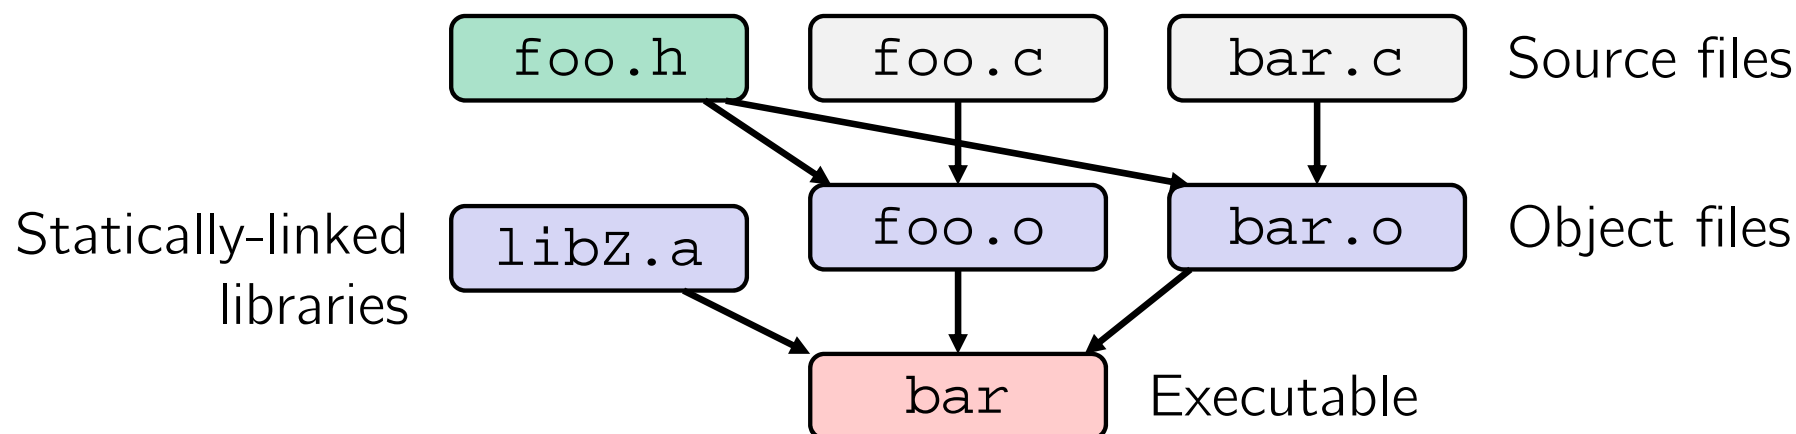 foo.h
foo.c
bar.c
Source files
Statically-linked
libraries
libZ.a
foo.o
bar.o
Object files
bar
Executable